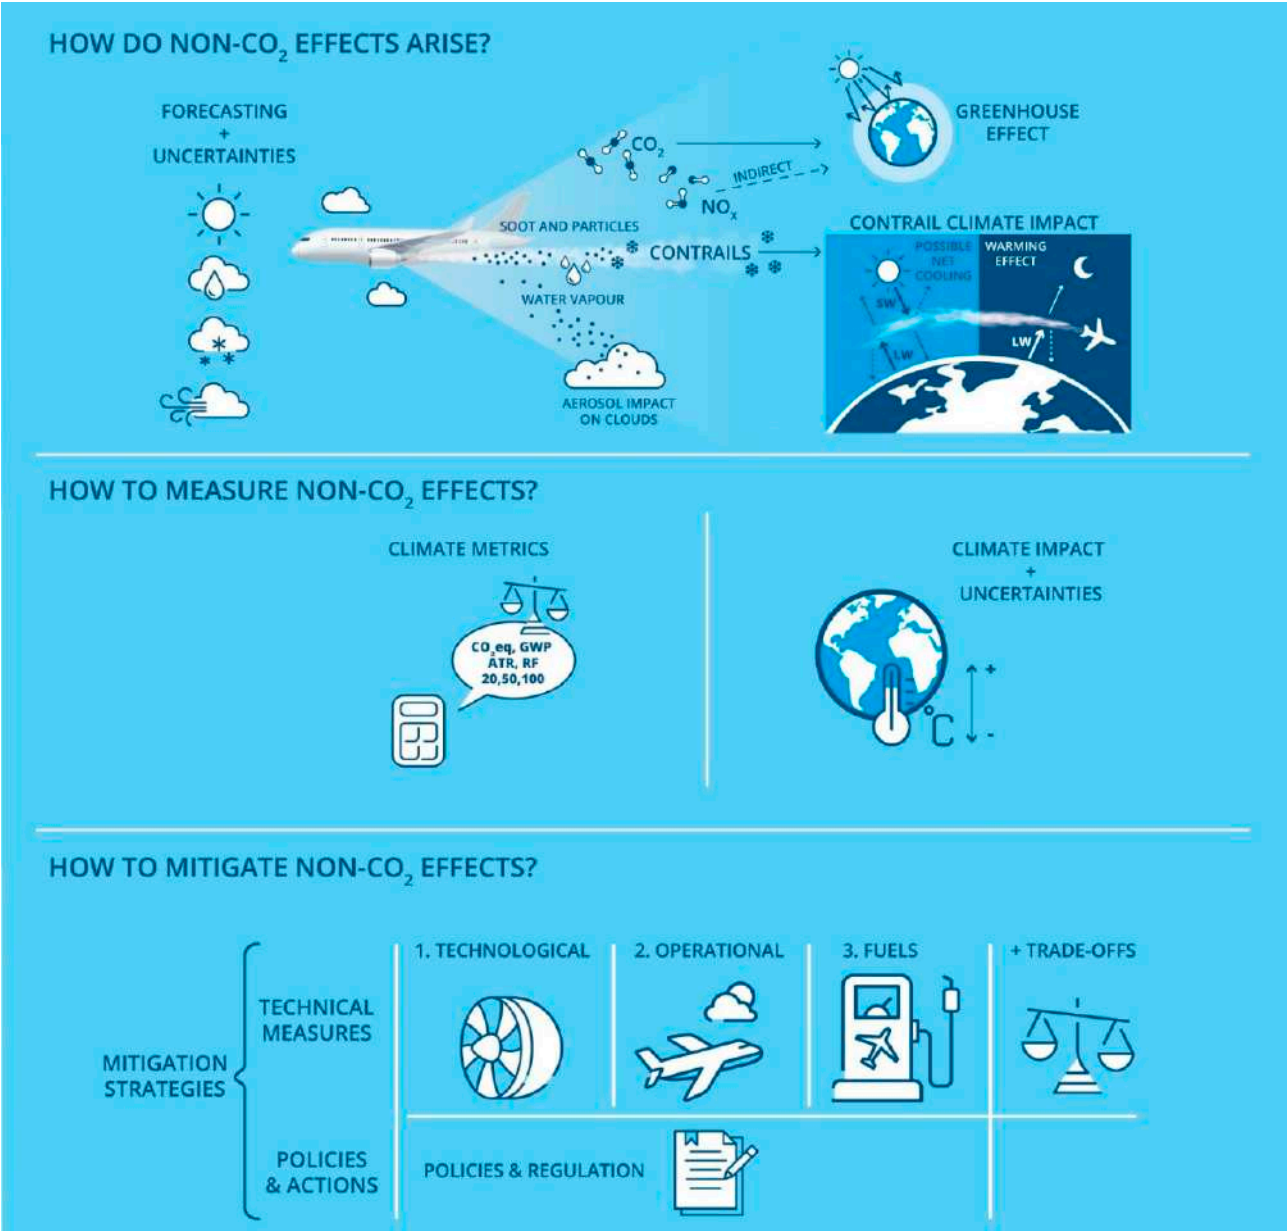 HOW DO NON-CO₂ EFFECTS ARISE?
FORECASTING
+
UNCERTAINTIES
CO₂
GREENHOUSE
EFFECT
INDIRECT
NOₓ
SOOT AND PARTICLES
CONTRAILS
WATER VAPOUR
AEROSOL IMPACT
ON CLOUDS
CONTRAIL CLIMATE IMPACT
POSSIBLE
NET
COOLING
WARMING
EFFECT
SW
LW
LW
HOW TO MEASURE NON-CO₂ EFFECTS?
CLIMATE METRICS
CO₂eq, GWP
ATR, RF
20,50,100
CLIMATE IMPACT
+
UNCERTAINTIES
+
°C
-
HOW TO MITIGATE NON-CO₂ EFFECTS?
MITIGATION
STRATEGIES
TECHNICAL
MEASURES
1. TECHNOLOGICAL
2. OPERATIONAL
3. FUELS
+ TRADE-OFFS
POLICIES
& ACTIONS
POLICIES & REGULATION